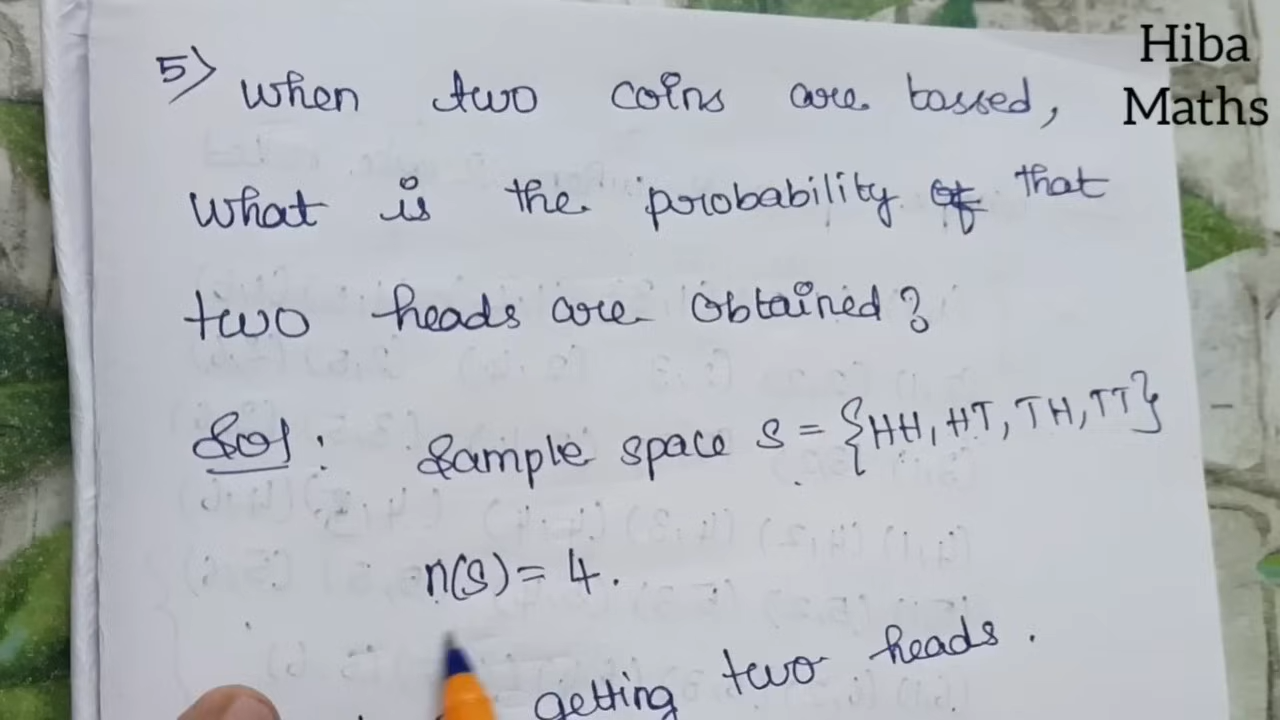 Hiba
Maths
5) When two coins are tossed,
What is the probability that
two heads are obtained?
Sol: Sample space S = {HH, HT, TH, TT}
n(S) = 4.
getting two heads.